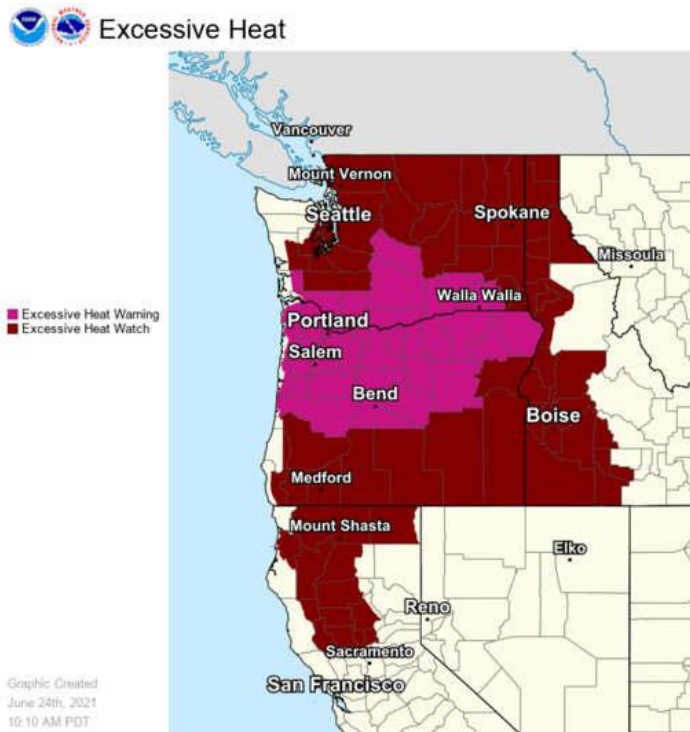 Excessive Heat
Vancouver
Mount Vernon
Seattle
Spokane
Missoula
Excessive Heat Warning
Excessive Heat Watch
Walla Walla
Portland
Salem
Bend
Boise
Medford
Mount Shasta
Elko
Reno
Sacramento
San Francisco
Graphic Created
June 24th, 2021
10:10 AM PDT